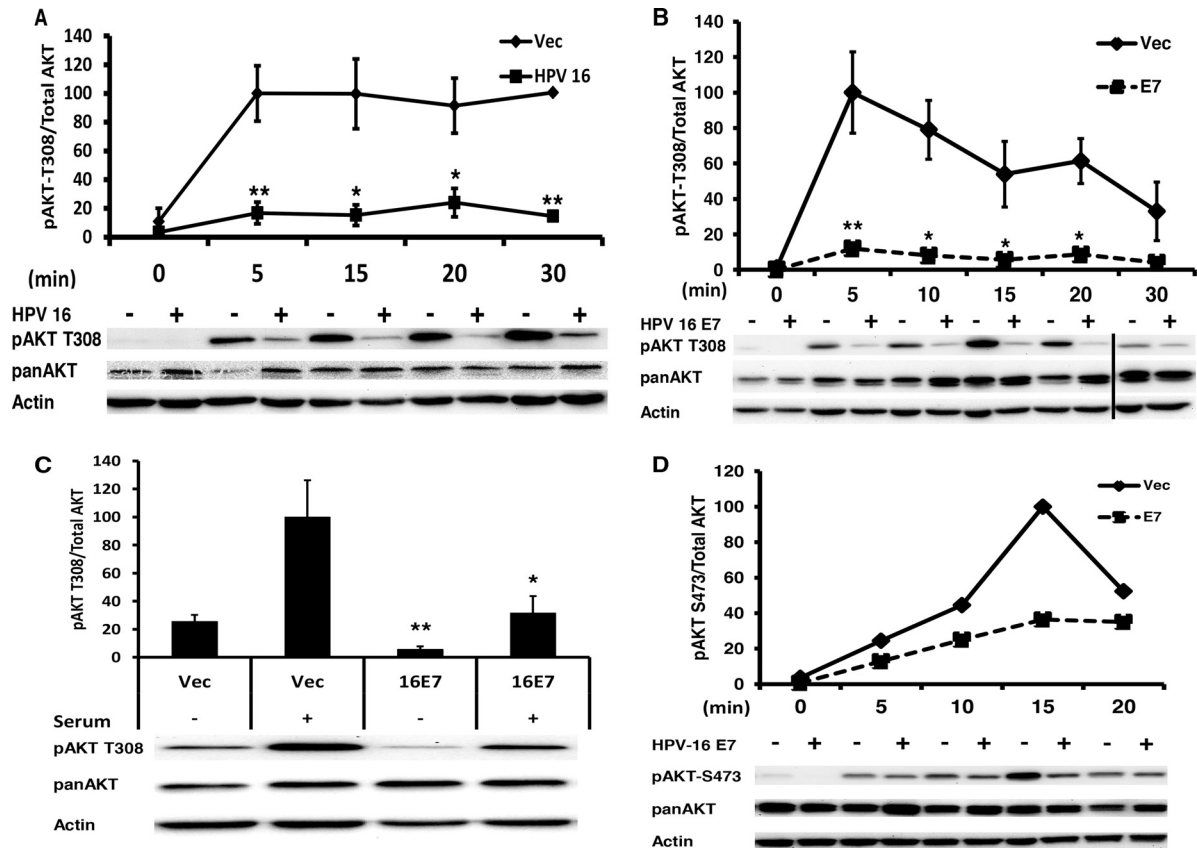 A
140
120
100
80
60
40
20
0
pAKT-T308/Total AKT
Vec
HPV 16
(min) 0 5 15 20 30
HPV 16 - + - + - + - + - +
pAKT T308
panAKT
Actin
B
140
120
100
80
60
40
20
0
pAKT-T308/Total AKT
Vec
E7
** * * * 
** * * *
(min) 0 5 10 15 20 30
HPV 16 E7 - + - + - + - + - + - +
pAKT T308
panAKT
Actin
C
140
120
100
80
60
40
20
0
pAKT T308/Total AKT
** *
Vec Vec 16E7 16E7
Serum - + - +
pAKT T308
panAKT
Actin
D
120
100
80
60
40
20
0
pAKT S473/Total AKT
Vec
E7
(min) 0 5 10 15 20
HPV-16 E7 - + - + - + - + - +
pAKT-S473
panAKT
Actin